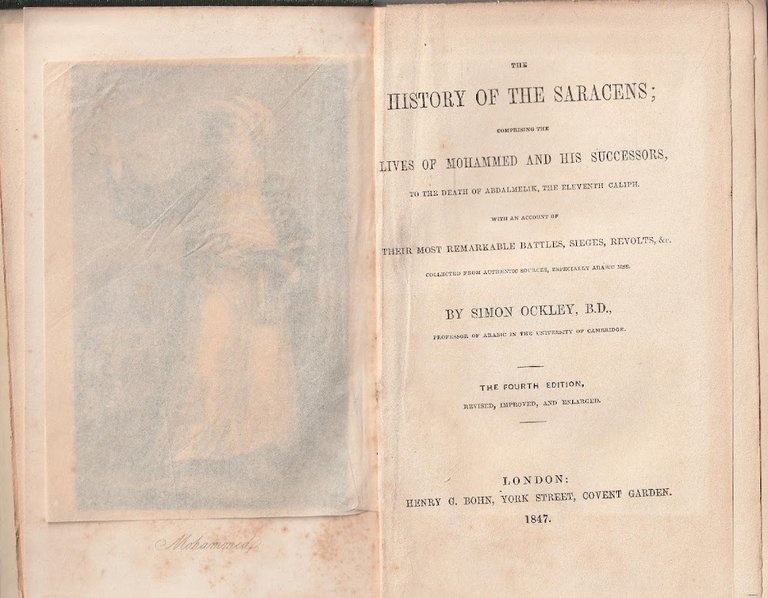 Mohammed.
THE
HISTORY OF THE SARACENS;
COMPRISING THE
LIVES OF MOHAMMED AND HIS SUCCESSORS,
TO THE DEATH OF ABDALMELIK, THE ELEVENTH CALIPH.
WITH AN ACCOUNT OF
THEIR MOST REMARKABLE BATTLES, SIEGES, REVOLTS, &c.
COLLECTED FROM AUTHENTIC SOURCES, ESPECIALLY ARABIC MSS.
BY SIMON OCKLEY, B.D.,
PROFESSOR OF ARABIC IN THE UNIVERSITY OF CAMBRIDGE.
THE FOURTH EDITION,
REVISED, IMPROVED, AND ENLARGED.
LONDON:
HENRY G. BOHN, YORK STREET, COVENT GARDEN.
1847.